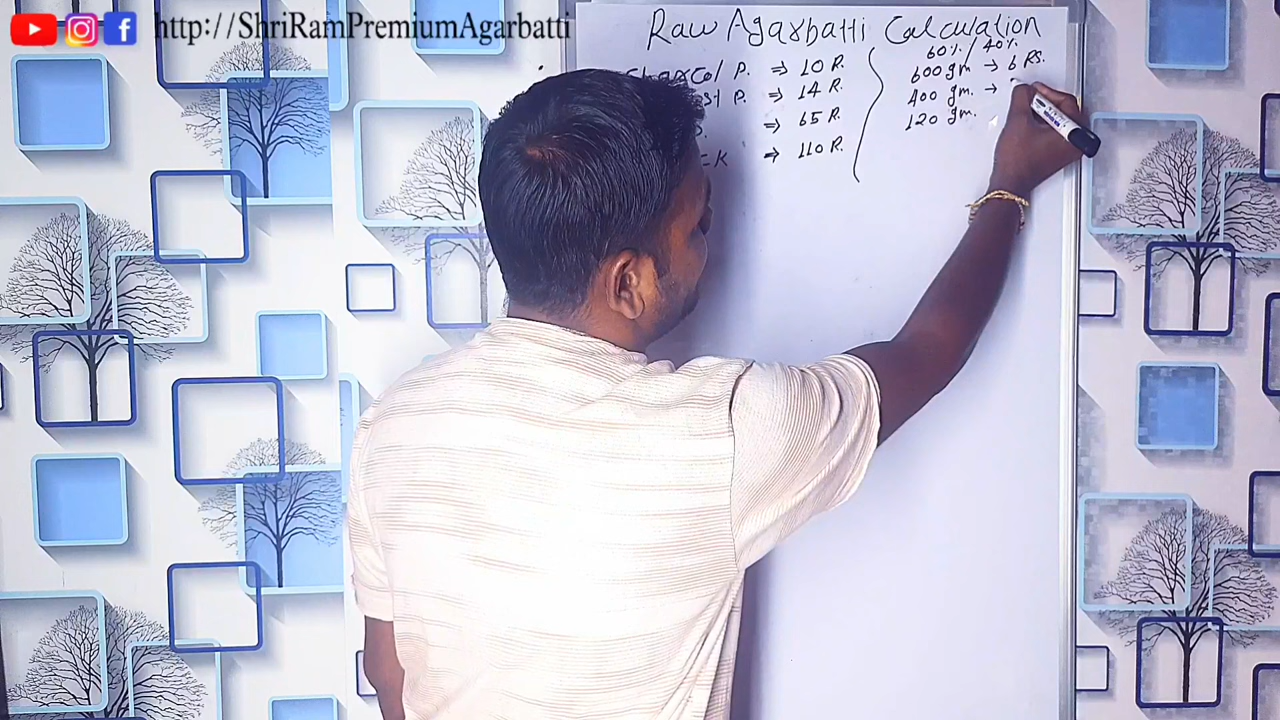 http://ShriRamPremiumAgarbatti
Raw Agarbatti Calculation
P. ⇒ 10 R.
P. ⇒ 14 R.
⇒ 65 R.
⇒ 110 R.
60% / 40%
600 gm → 6 RS.
400 gm. →
120 gm.